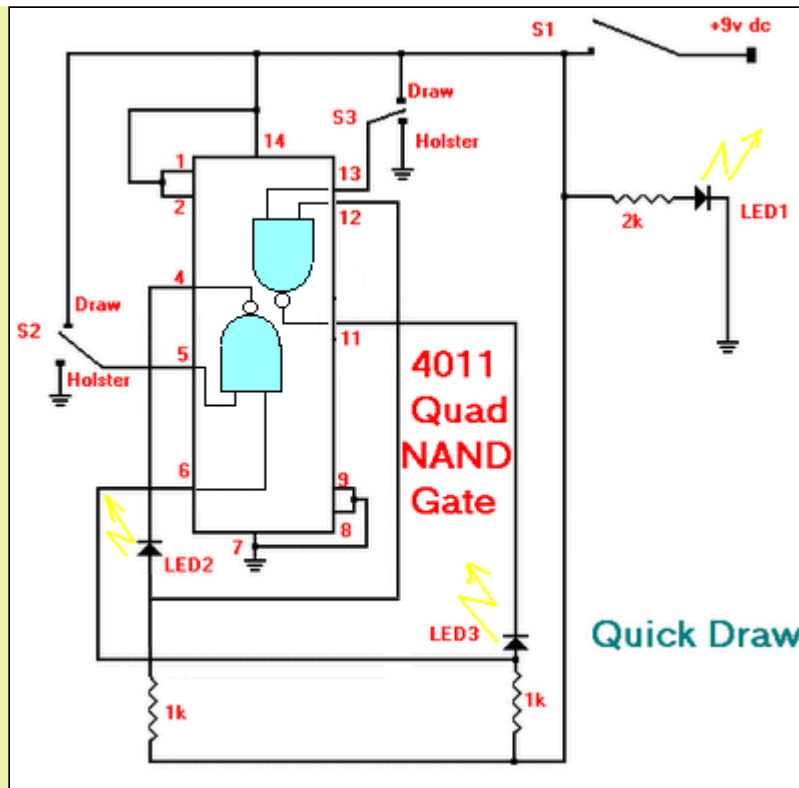 S1
+9v dc
Draw
S3
Holster
14
1
13
2
12
2k
LED1
4
Draw
S2
11
5
Holster
4011
Quad
NAND
Gate
6
9
7
8
LED2
LED3
Quick Draw
1k
1k